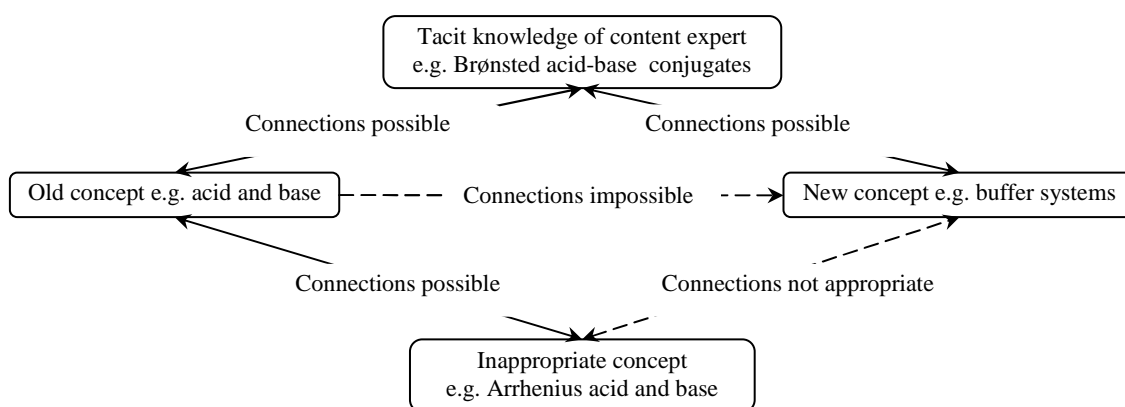 Tacit knowledge of content expert
e.g. Brønsted acid-base conjugates
Connections possible
Connections possible
Old concept e.g. acid and base
Connections impossible
New concept e.g. buffer systems
Connections possible
Connections not appropriate
Inappropriate concept
e.g. Arrhenius acid and base